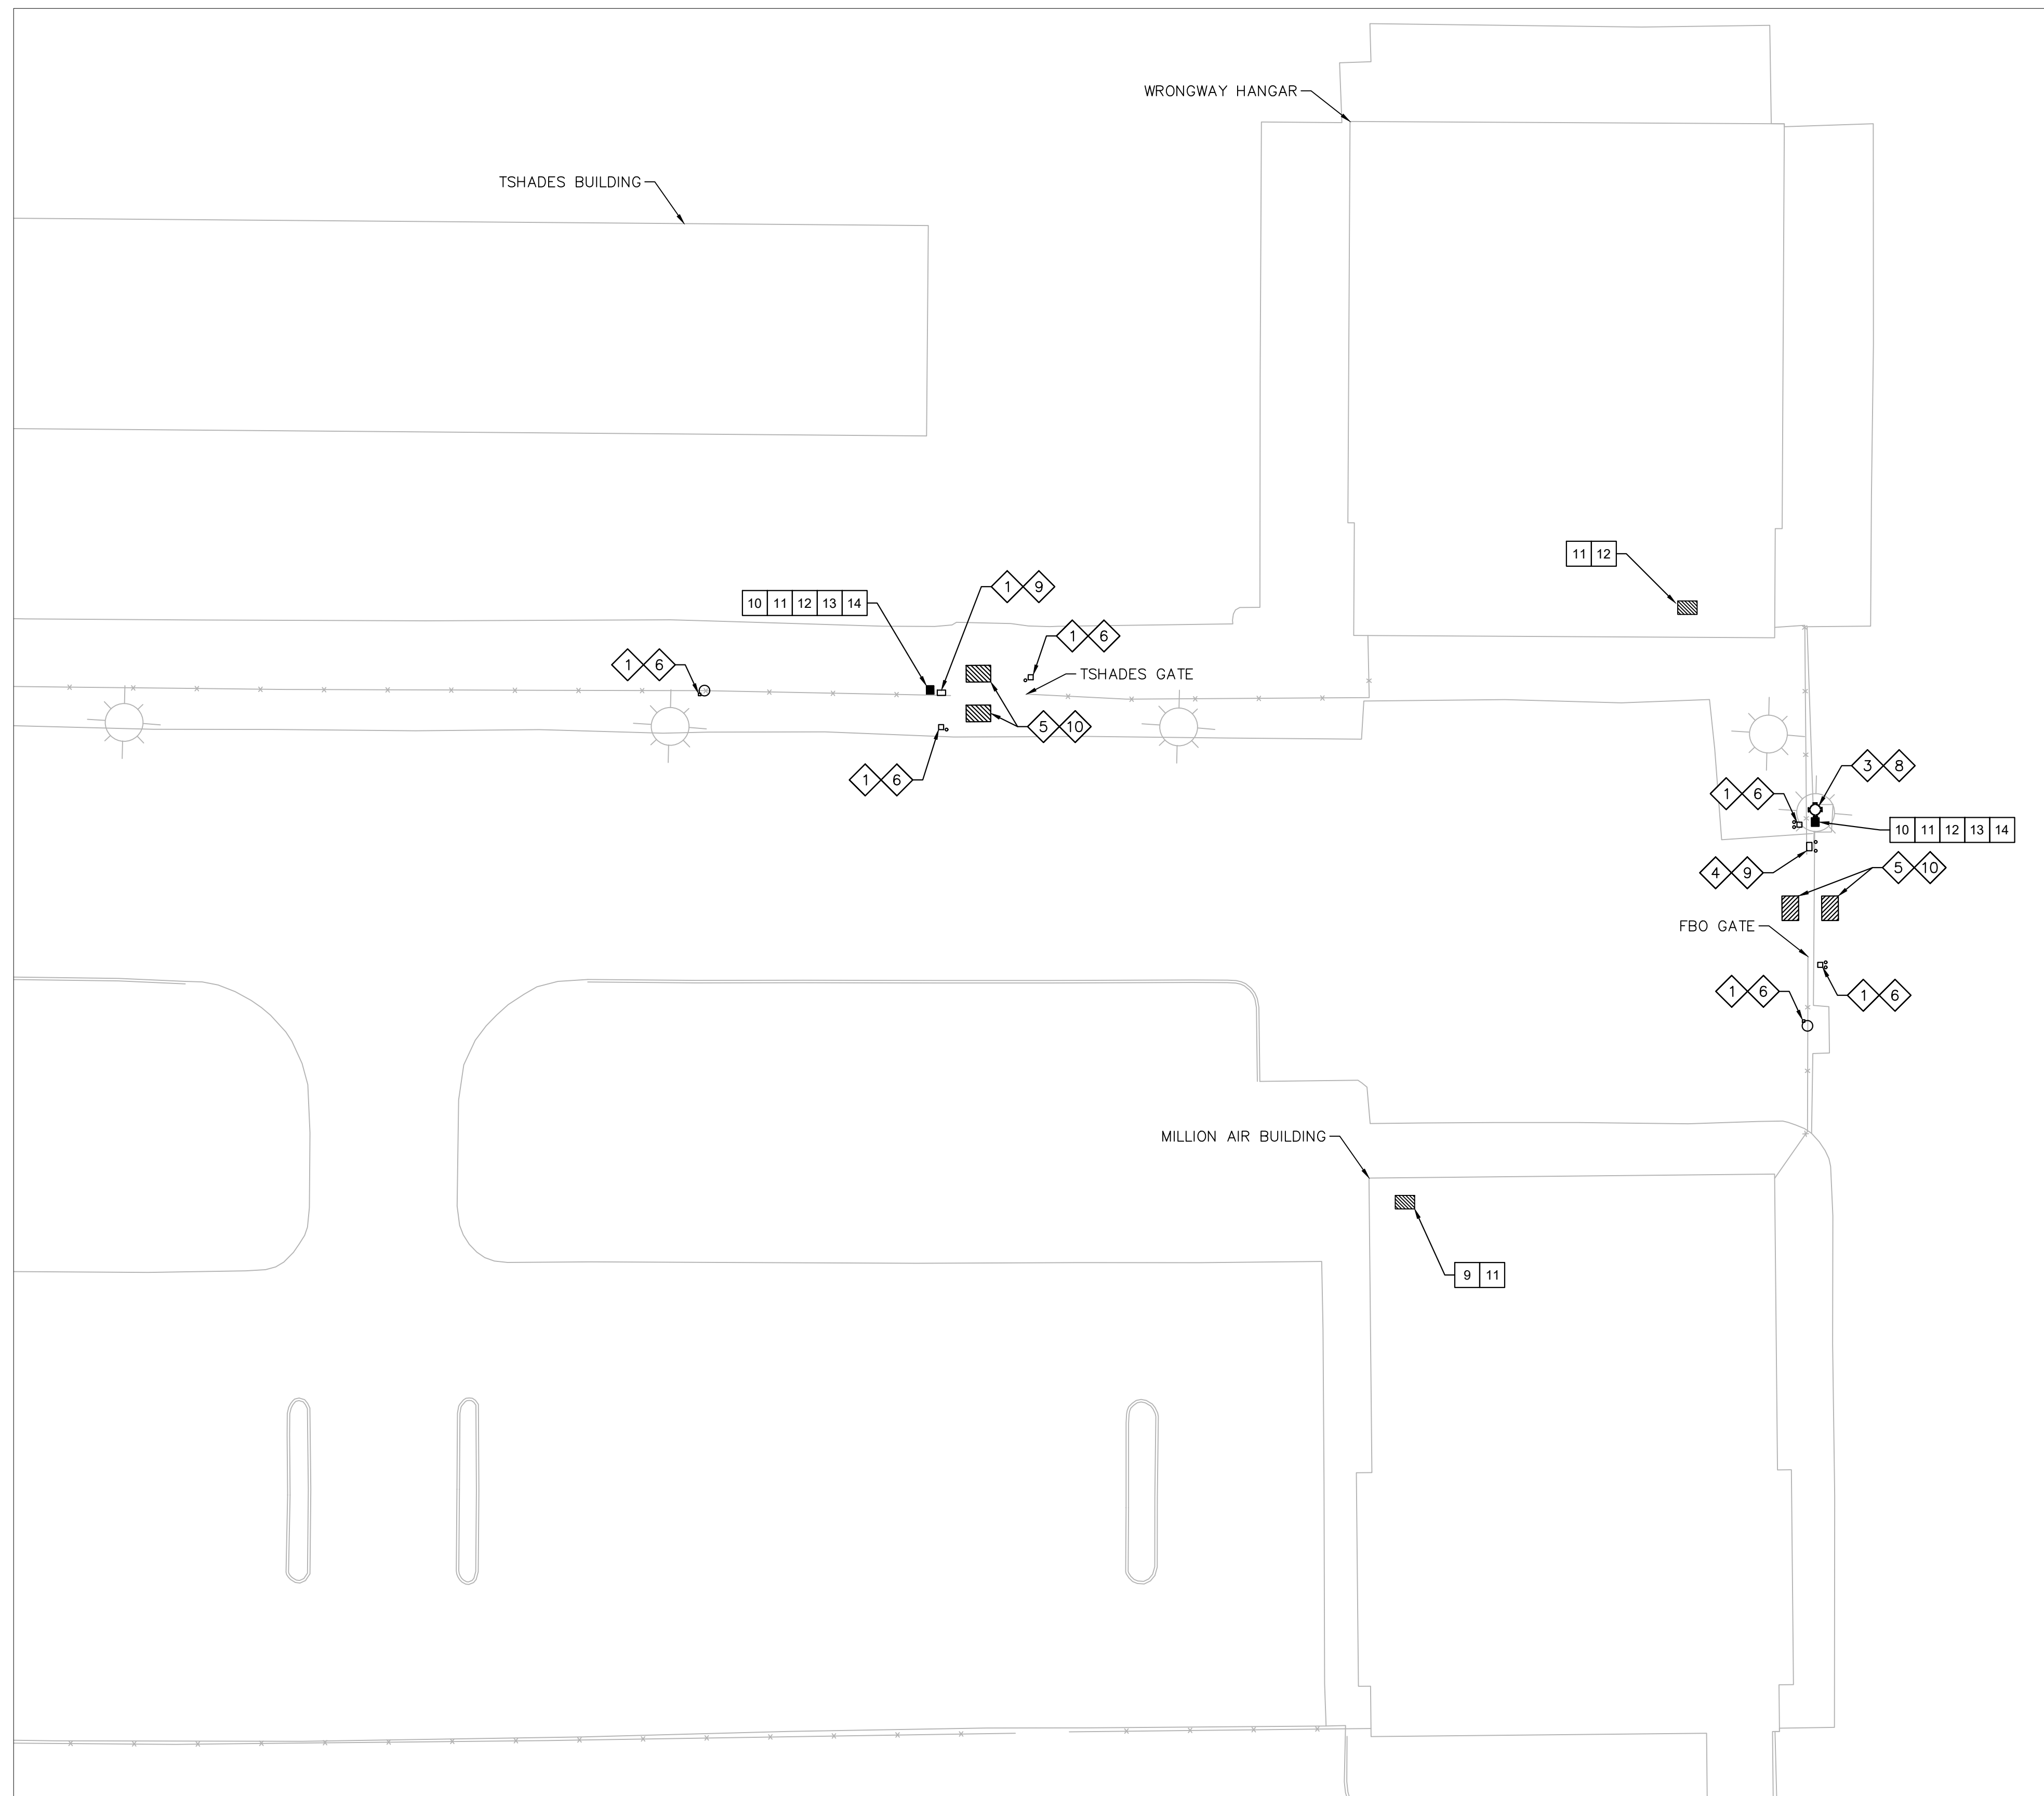 WRONGWAY HANGAR
TSHADES BUILDING
11 12
1 9
10 11 12 13 14
1 6
1 6
TSHADES GATE
5 10
3 8
1 6
1 6
10 11 12 13 14
5 10
4 9
FBO GATE
1 6
1 6
MILLION AIR BUILDING
9 11